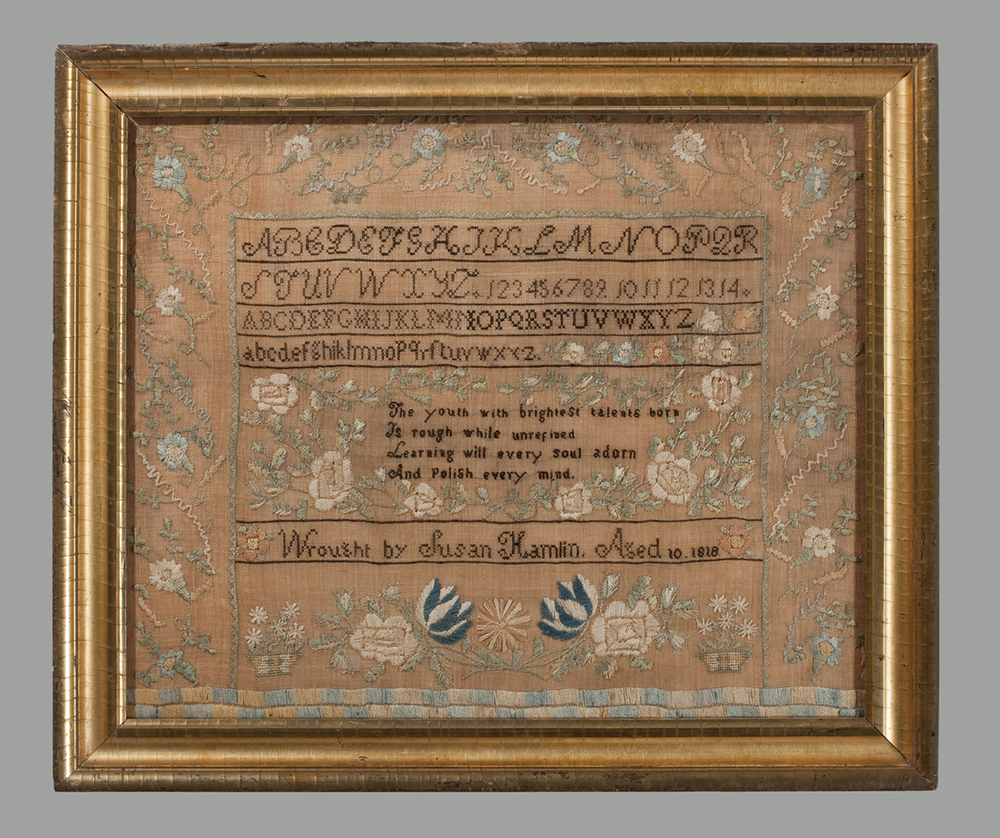 ABCDEFGHIJKLMNOPQR
STUVWXYZ. 123456789 10 11 12 13 14.
ABCDEFGHIJKLMNOPQRSTUVWXYZ
abcdefghiklmnopqrſtuvwxyz.
The youth with brightest talents born
Is rough while unrefined
Learning will every soul adorn
And Polish every mind.
Wrought by Susan Hamlin. Aged 10. 1818